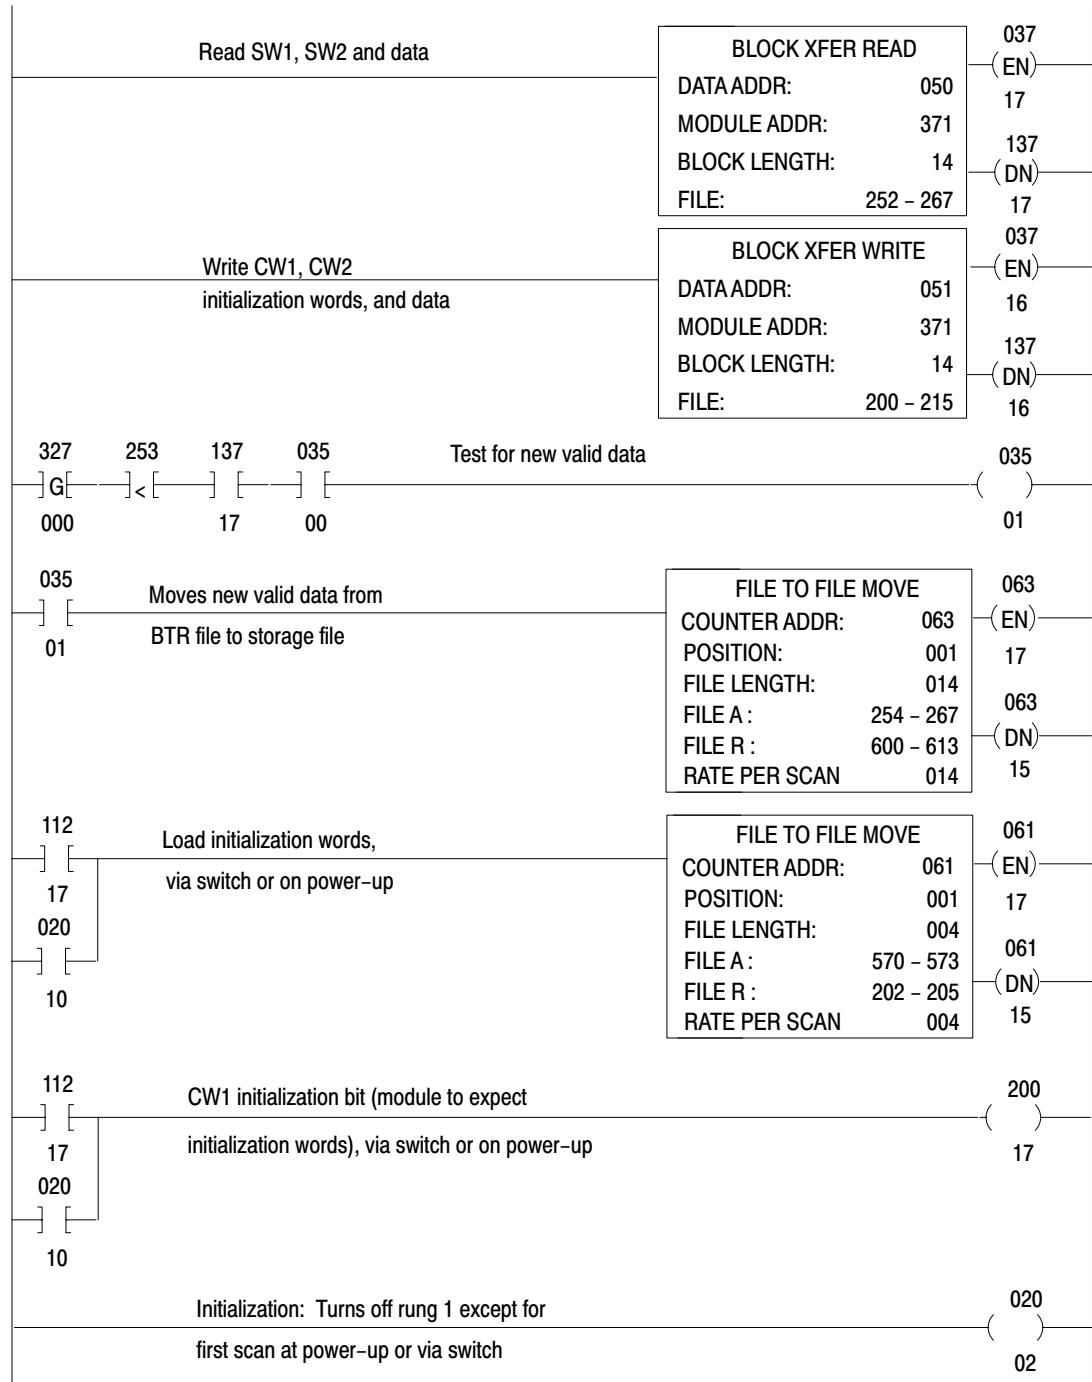 Read SW1, SW2 and data
BLOCK XFER READ
DATA ADDR: 050
MODULE ADDR: 371
BLOCK LENGTH: 14
FILE: 252 – 267
037
EN
17
137
DN
17
Write CW1, CW2
initialization words, and data
BLOCK XFER WRITE
DATA ADDR: 051
MODULE ADDR: 371
BLOCK LENGTH: 14
FILE: 200 – 215
037
EN
16
137
DN
16
327 253 137 035
Test for new valid data
035
G <
000 17 00
01
035
01
Moves new valid data from
BTR file to storage file
FILE TO FILE MOVE
COUNTER ADDR: 063
POSITION: 001
FILE LENGTH: 014
FILE A : 254 – 267
FILE R : 600 – 613
RATE PER SCAN 014
063
EN
17
063
DN
15
112
17
020
10
Load initialization words,
via switch or on power–up
FILE TO FILE MOVE
COUNTER ADDR: 061
POSITION: 001
FILE LENGTH: 004
FILE A : 570 – 573
FILE R : 202 – 205
RATE PER SCAN 004
061
EN
17
061
DN
15
112
17
020
10
CW1 initialization bit (module to expect
initialization words), via switch or on power–up
200
17
Initialization: Turns off rung 1 except for
first scan at power–up or via switch
020
02